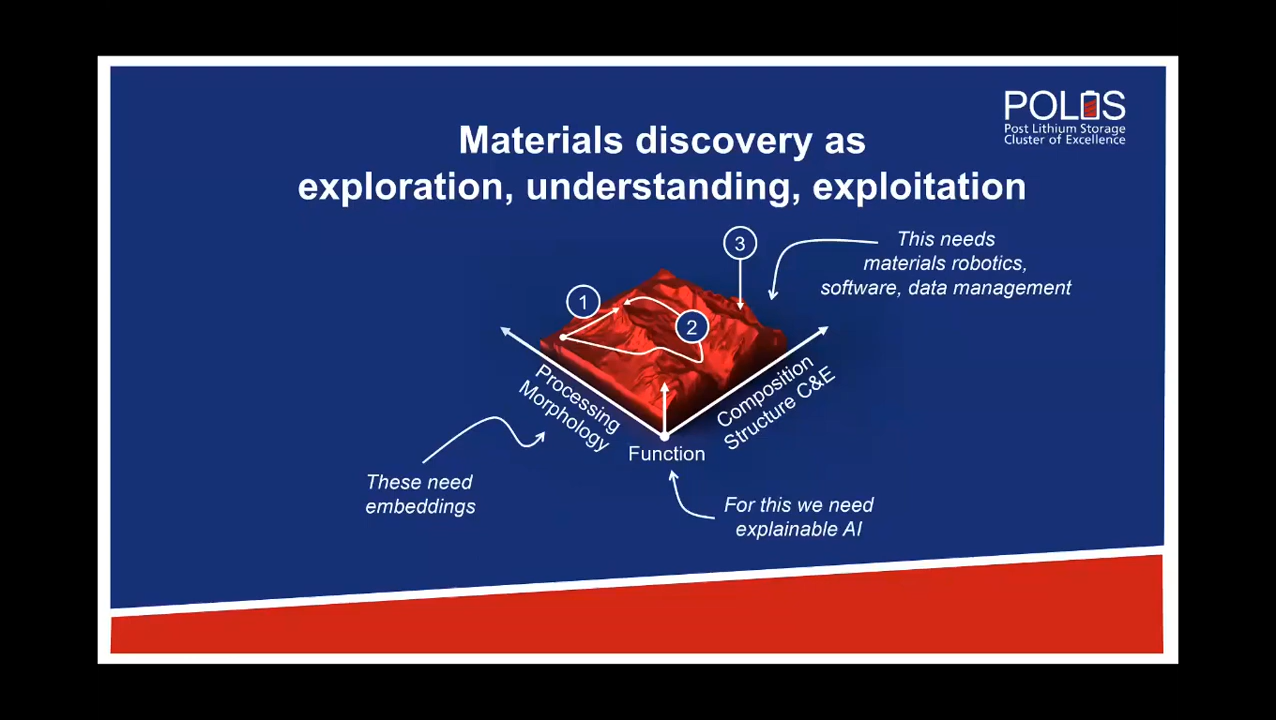 POLiS
Post Lithium Storage
Cluster of Excellence
Materials discovery as
exploration, understanding, exploitation
3
This needs
materials robotics,
software, data management
1
2
Processing
Morphology
Composition
Structure C&E
Function
These need
embeddings
For this we need
explainable AI